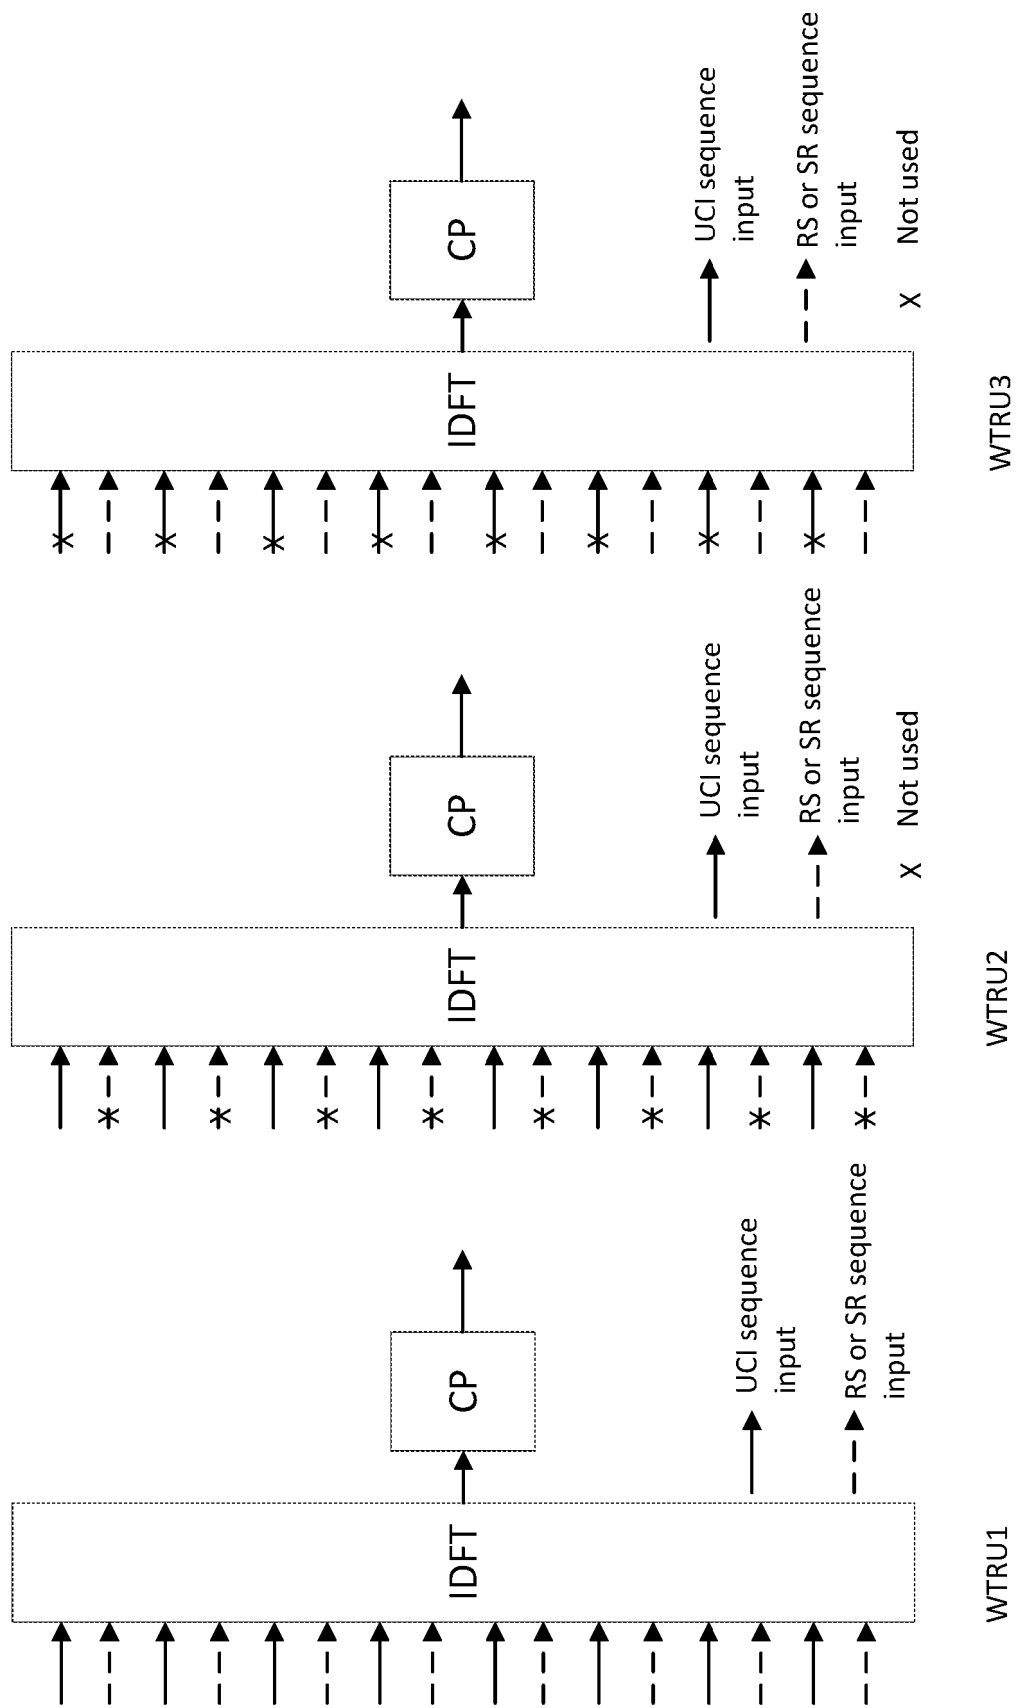 IDFT
CP
UCI sequence
input
RS or SR sequence
input
WTRU1
IDFT
CP
UCI sequence
input
RS or SR sequence
input
X Not used
WTRU2
IDFT
CP
UCI sequence
input
RS or SR sequence
input
X Not used
WTRU3